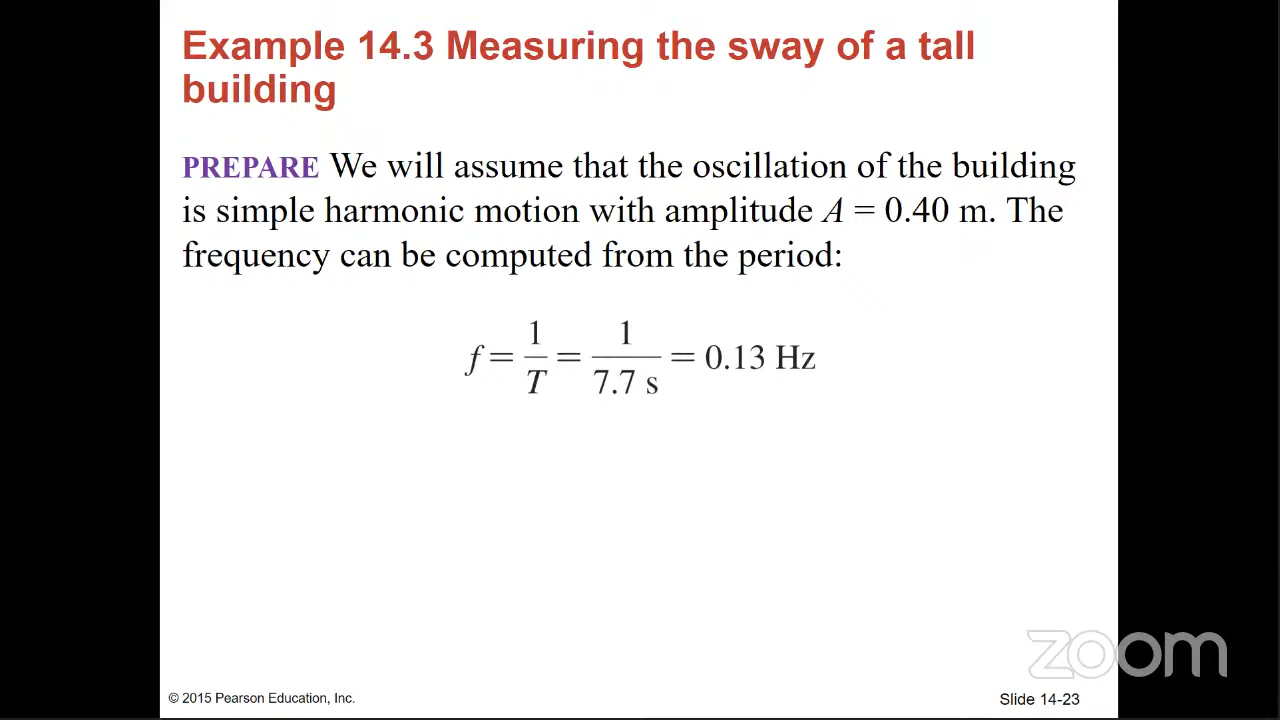 Example 14.3 Measuring the sway of a tall
building
PREPARE We will assume that the oscillation of the building
is simple harmonic motion with amplitude A = 0.40 m. The
frequency can be computed from the period:
f = 1/T = 1/7.7 s = 0.13 Hz
zoom
© 2015 Pearson Education, Inc.
Slide 14-23